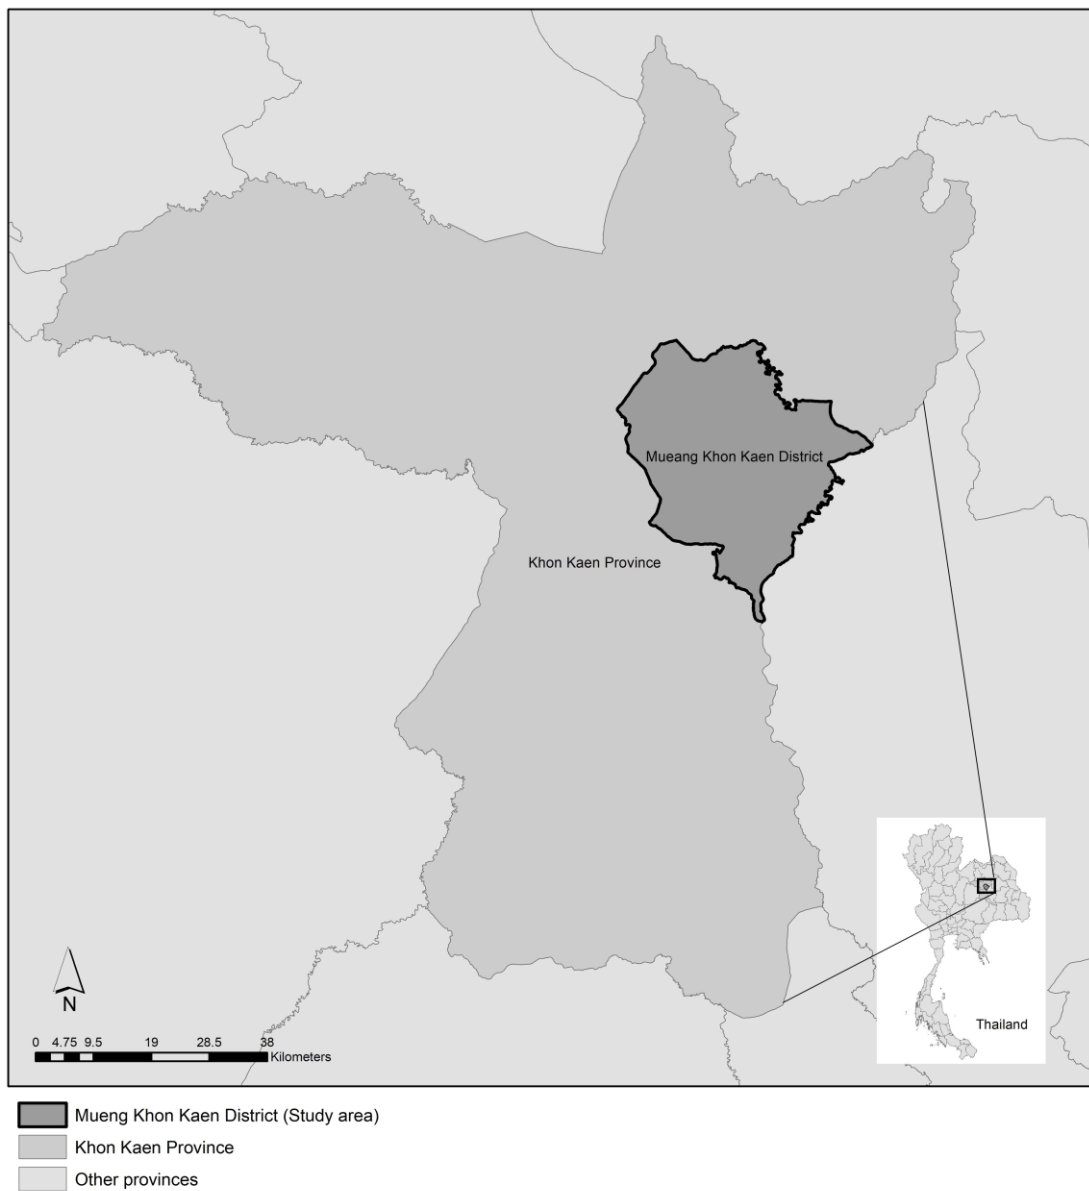 Mueang Khon Kaen District
Khon Kaen Province
N
0 4.75 9.5 19 28.5 38
Kilometers
Thailand
Mueng Khon Kaen District (Study area)
Khon Kaen Province
Other provinces